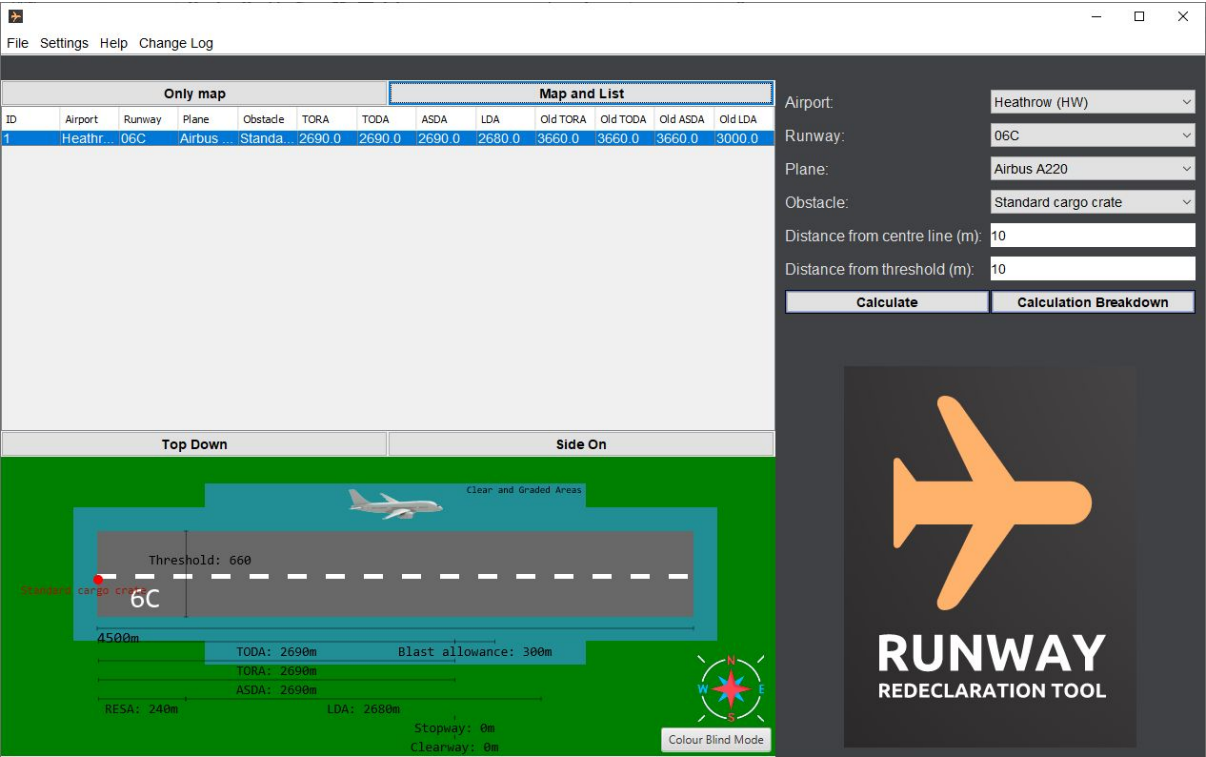 File Settings Help Change Log
Only map Map and List
ID Airport Runway Plane Obstacle TORA TODA ASDA LDA Old TORA Old TODA Old ASDA Old LDA
1 Heathr... 06C Airbus ... Standa... 2690.0 2690.0 2690.0 2680.0 3660.0 3660.0 3660.0 3000.0
Airport: Heathrow (HW)
Runway: 06C
Plane: Airbus A220
Obstacle: Standard cargo crate
Distance from centre line (m): 10
Distance from threshold (m): 10
Calculate Calculation Breakdown
Top Down Side On
Clear and Graded Areas
Threshold: 660
Standard cargo crate
6C
4500m
TODA: 2690m Blast allowance: 300m
TORA: 2690m
ASDA: 2690m
RESA: 240m LDA: 2680m
Stopway: 0m
Clearway: 0m
N
W E
S
Colour Blind Mode
RUNWAY
REDECLARATION TOOL